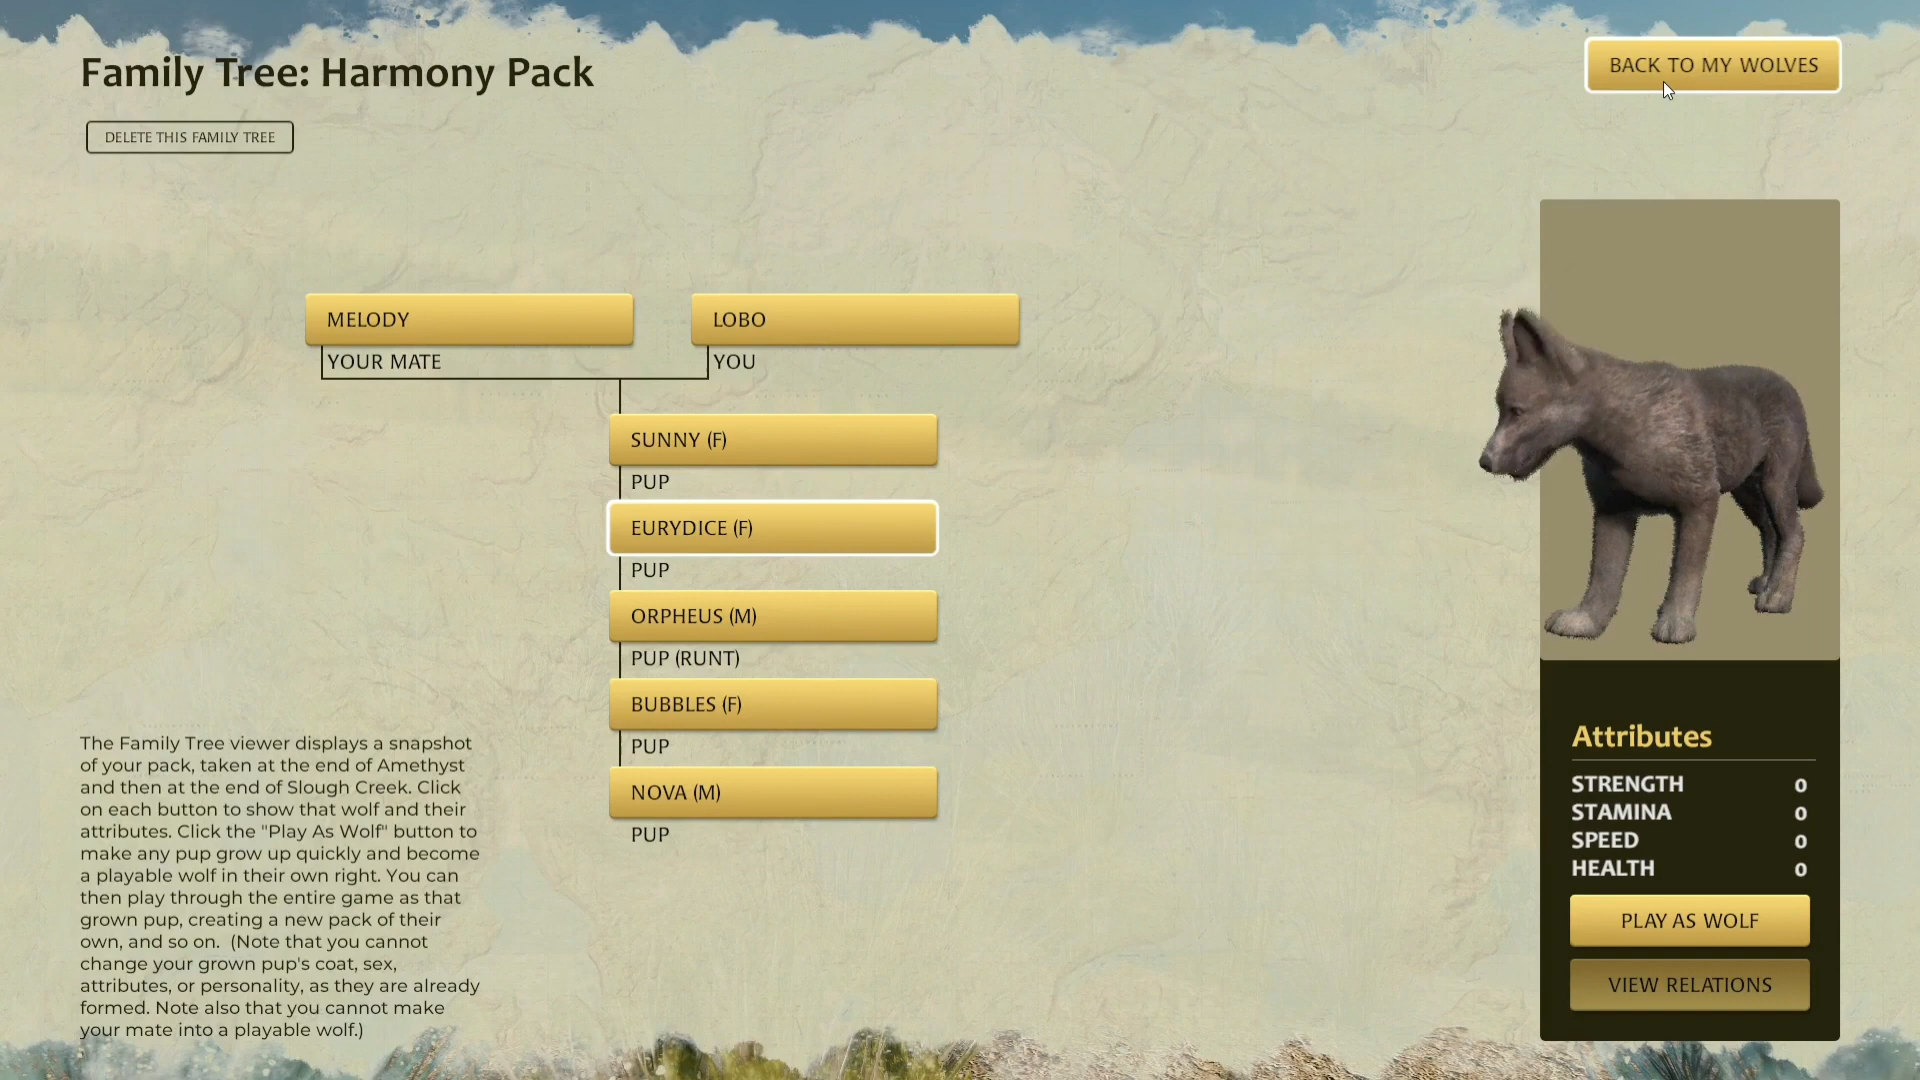 Family Tree: Harmony Pack
BACK TO MY WOLVES
DELETE THIS FAMILY TREE
MELODY
LOBO
YOUR MATE
YOU
SUNNY (F)
PUP
EURYDICE (F)
PUP
ORPHEUS (M)
PUP (RUNT)
BUBBLES (F)
PUP
NOVA (M)
PUP
The Family Tree viewer displays a snapshot
of your pack, taken at the end of Amethyst
and then at the end of Slough Creek. Click
on each button to show that wolf and their
attributes. Click the "Play As Wolf" button to
make any pup grow up quickly and become
a playable wolf in their own right. You can
then play through the entire game as that
grown pup, creating a new pack of their
own, and so on.  (Note that you cannot
change your grown pup's coat, sex,
attributes, or personality, as they are already
formed. Note also that you cannot make
your mate into a playable wolf.)
Attributes
STRENGTH 0
STAMINA 0
SPEED 0
HEALTH 0
PLAY AS WOLF
VIEW RELATIONS